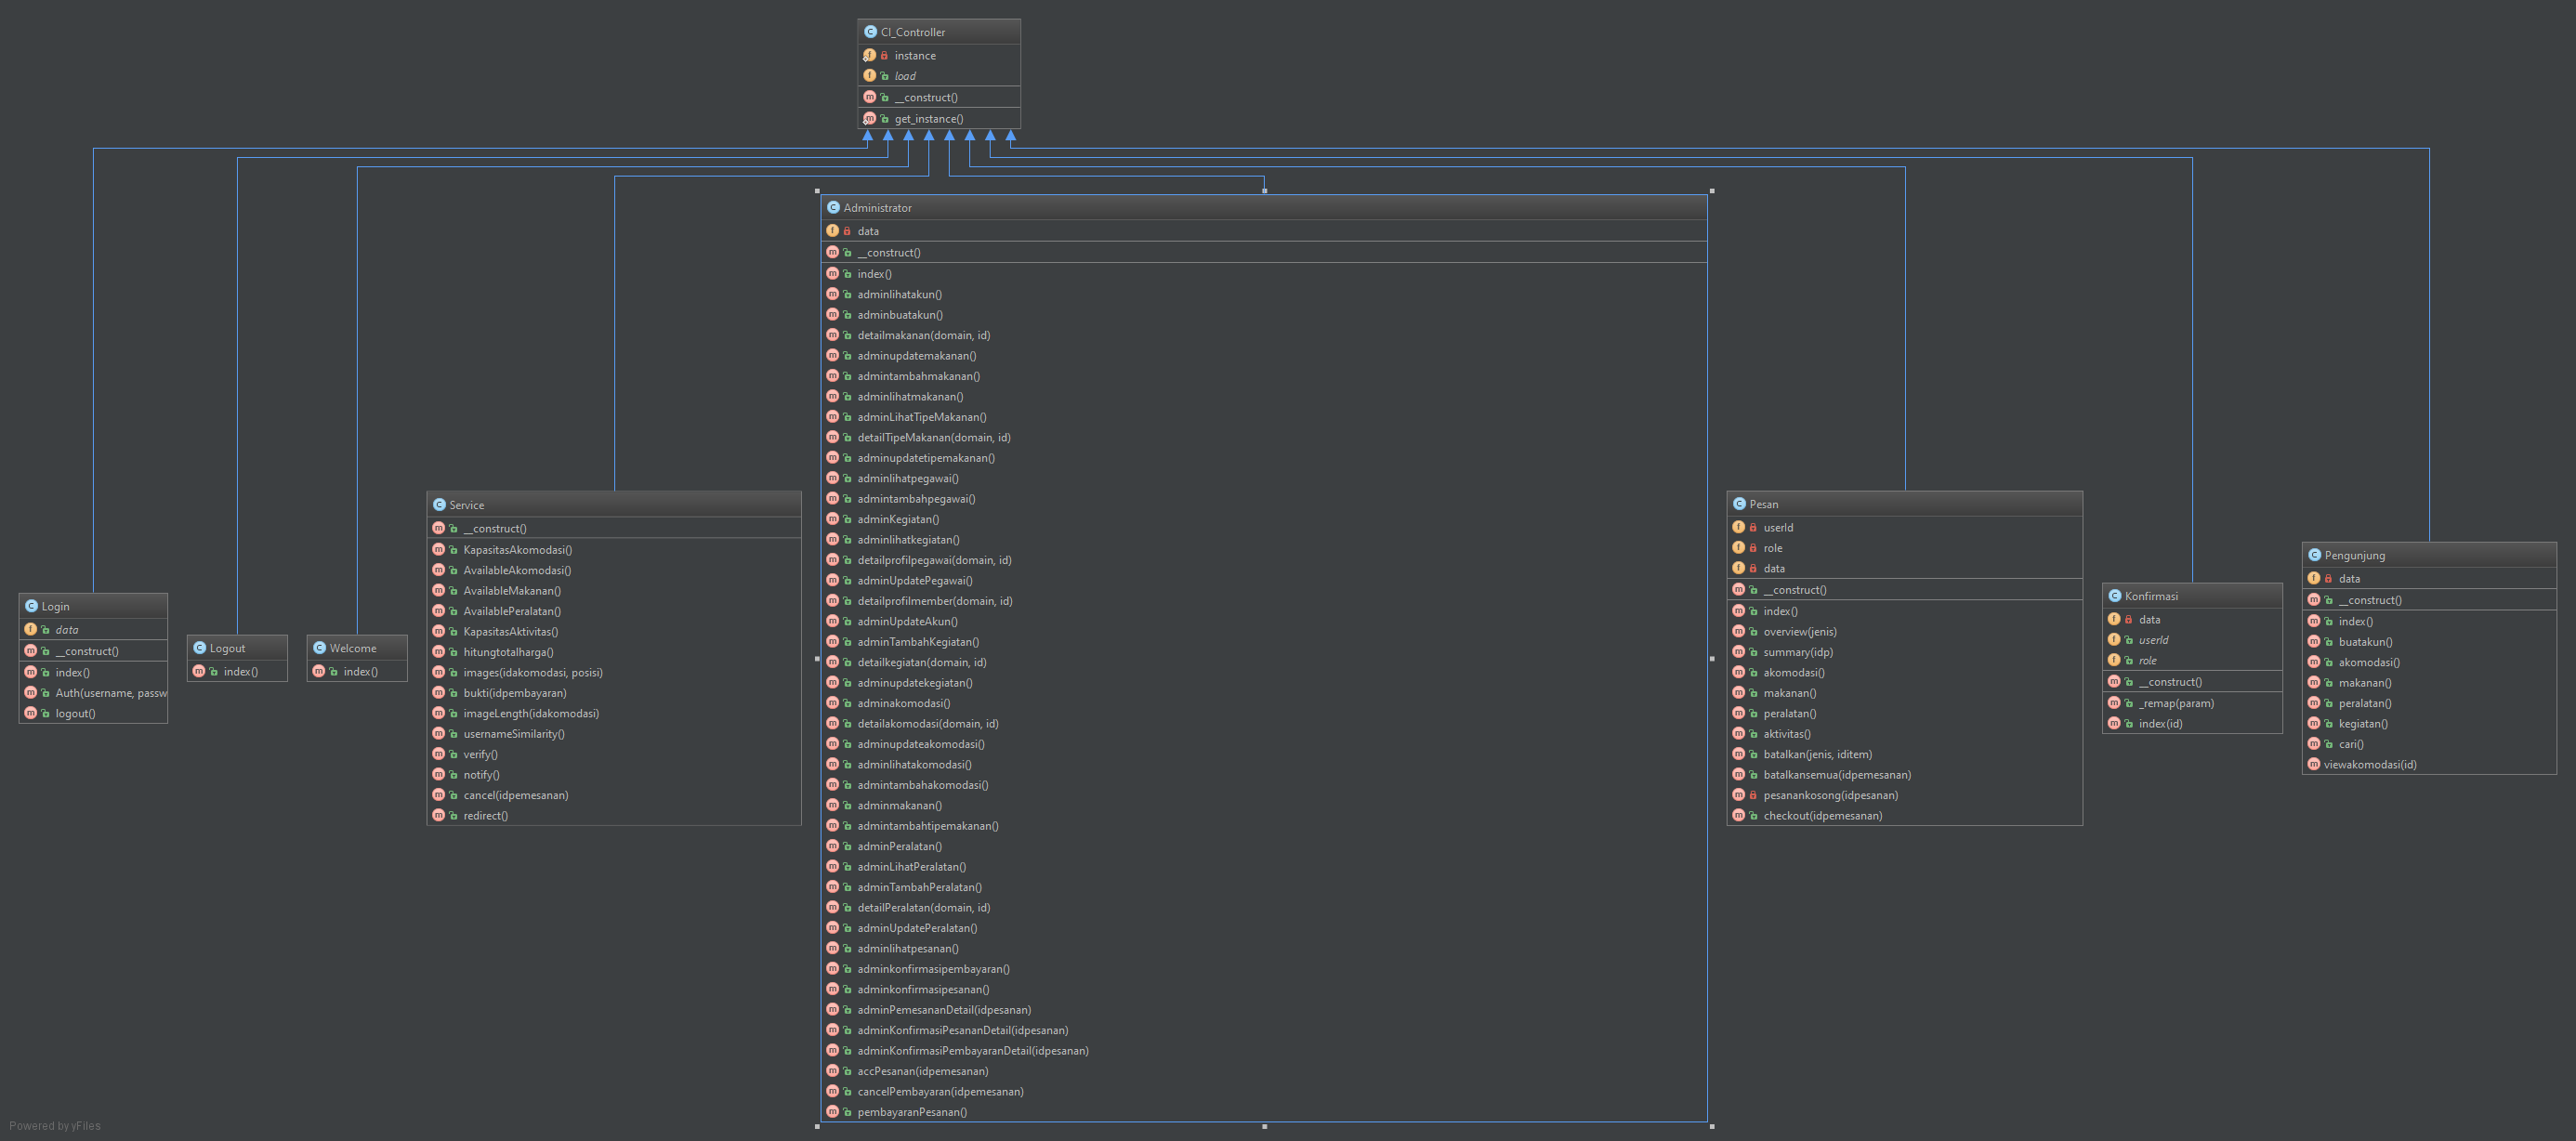 CI_Controller
instance
load
__construct()
get_instance()
Login
data
__construct()
index()
Auth(username, passw
logout()
Logout
index()
Welcome
index()
Service
__construct()
KapasitasAkomodasi()
AvailableAkomodasi()
AvailableMakanan()
AvailablePeralatan()
KapasitasAktivitas()
hitungtotalharga()
images(idakomodasi, posisi)
bukti(idpembayaran)
imageLength(idakomodasi)
usernameSimilarity()
verify()
notify()
cancel(idpemesanan)
redirect()
Administrator
data
__construct()
index()
adminlihatakun()
adminbuatakun()
detailmakanan(domain, id)
adminupdatemakanan()
admintambahmakanan()
adminlihatmakanan()
adminLihatTipeMakanan()
detailTipeMakanan(domain, id)
adminupdatetipemakanan()
adminlihatpegawai()
admintambahpegawai()
adminKegiatan()
adminlihatkegiatan()
detailprofilpegawai(domain, id)
adminUpdatePegawai()
detailprofilmember(domain, id)
adminUpdateAkun()
adminTambahKegiatan()
detailkegiatan(domain, id)
adminupdatekegiatan()
adminakomodasi()
detailakomodasi(domain, id)
adminupdateakomodasi()
adminlihatakomodasi()
admintambahakomodasi()
adminmakanan()
admintambahtipemakanan()
adminPeralatan()
adminLihatPeralatan()
adminTambahPeralatan()
detailPeralatan(domain, id)
adminUpdatePeralatan()
adminlihatpesanan()
adminkonfirmasipembayaran()
adminkonfirmasipesanan()
adminPemesananDetail(idpesanan)
adminKonfirmasiPesananDetail(idpesanan)
adminKonfirmasiPembayaranDetail(idpesanan)
accPesanan(idpemesanan)
cancelPembayaran(idpemesanan)
pembayaranPesanan()
Pesan
userId
role
data
__construct()
index()
overview(jenis)
summary(idp)
akomodasi()
makanan()
peralatan()
aktivitas()
batalkan(jenis, iditem)
batalkansemua(idpemesanan)
pesanankosong(idpesanan)
checkout(idpemesanan)
Konfirmasi
data
userId
role
__construct()
_remap(param)
index(id)
Pengunjung
data
__construct()
index()
buatakun()
akomodasi()
makanan()
peralatan()
kegiatan()
cari()
viewakomodasi(id)
Powered by yFiles